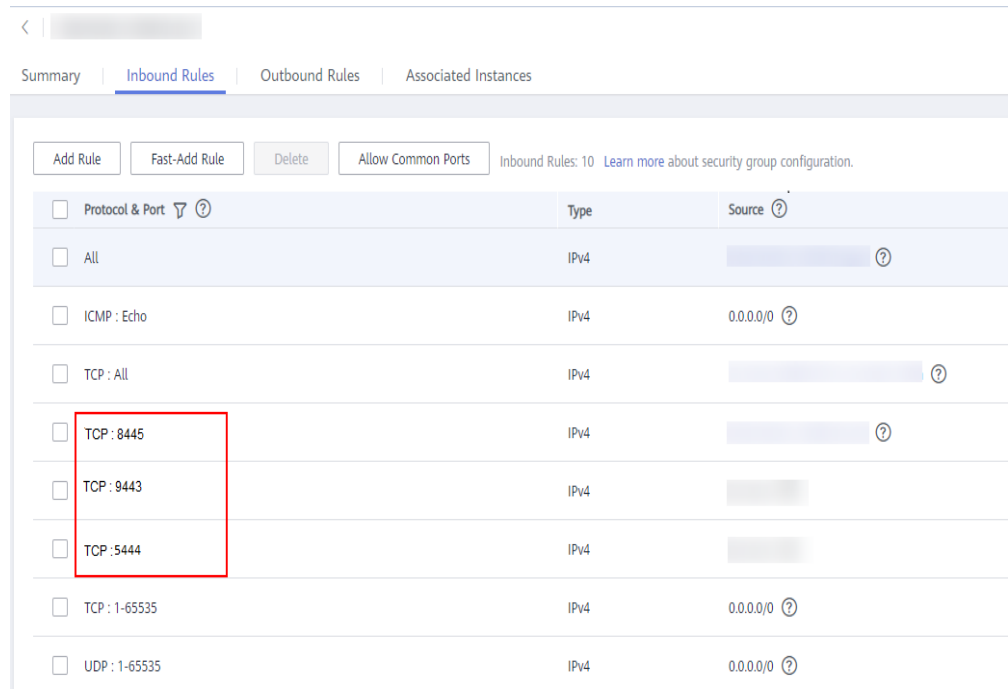 Summary Inbound Rules Outbound Rules Associated Instances
Add Rule Fast-Add Rule Delete Allow Common Ports Inbound Rules: 10 Learn more about security group configuration.
Protocol & Port Type Source
All IPv4
ICMP : Echo IPv4 0.0.0.0/0
TCP : All IPv4
TCP : 8445 IPv4
TCP : 9443 IPv4
TCP :5444 IPv4
TCP : 1-65535 IPv4 0.0.0.0/0
UDP : 1-65535 IPv4 0.0.0.0/0